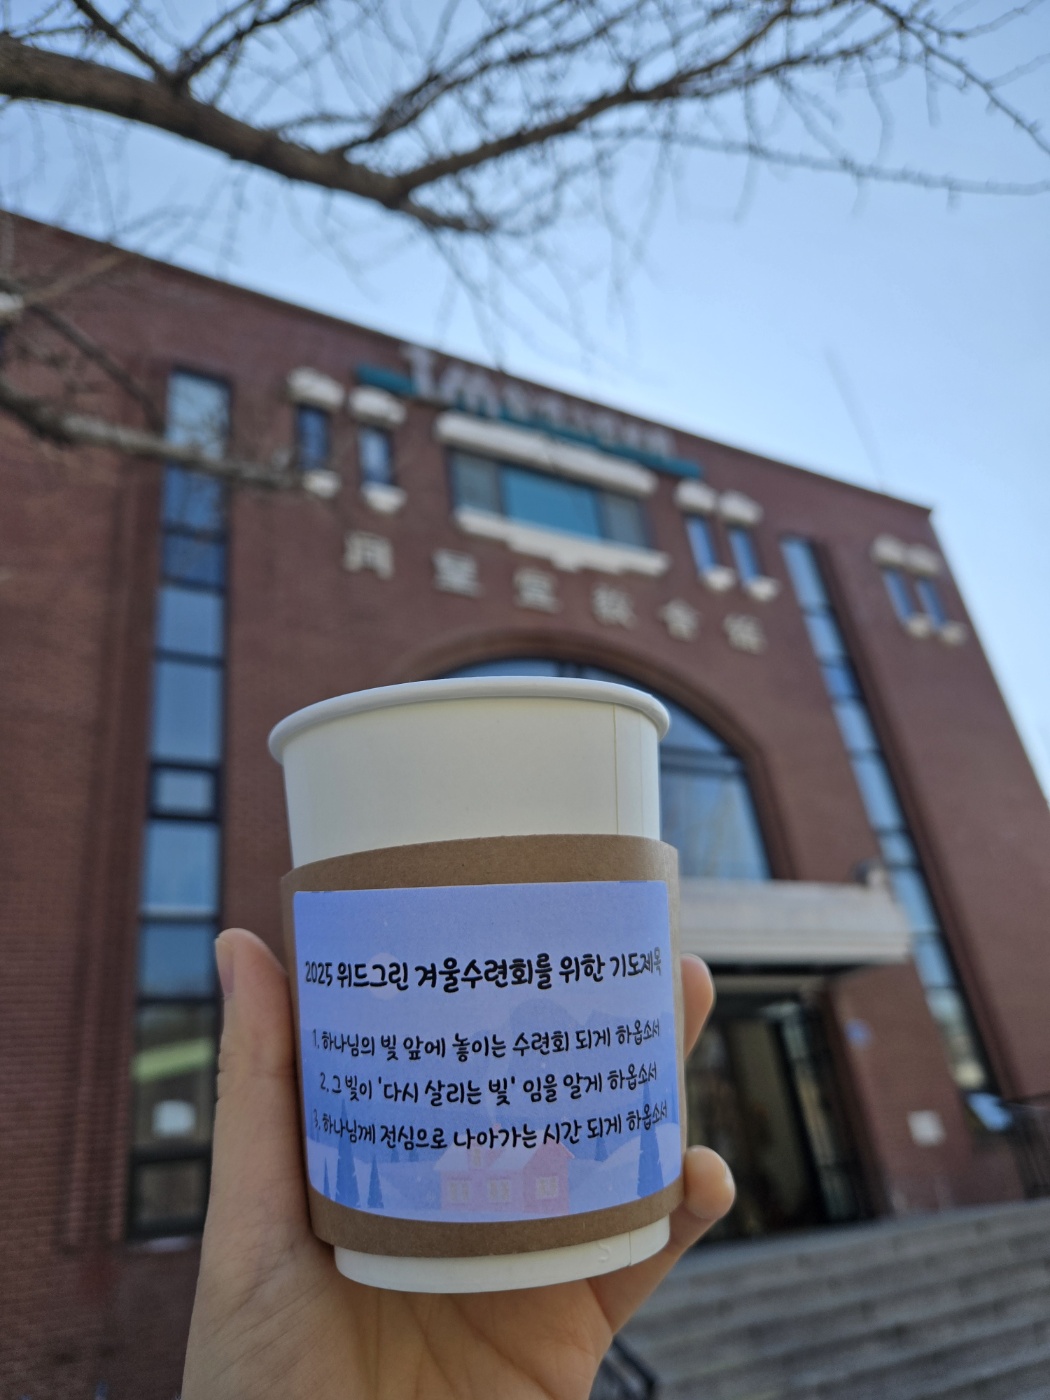 2025 위드그린 겨울수련회를 위한 기도제목
1. 하나님의 빛 앞에 놓이는 수련회 되게 하옵소서
2. 그 빛이 '다시 살리는 빛' 임을 알게 하옵소서
3. 하나님께 전심으로 나아가는 시간 되게 하옵소서